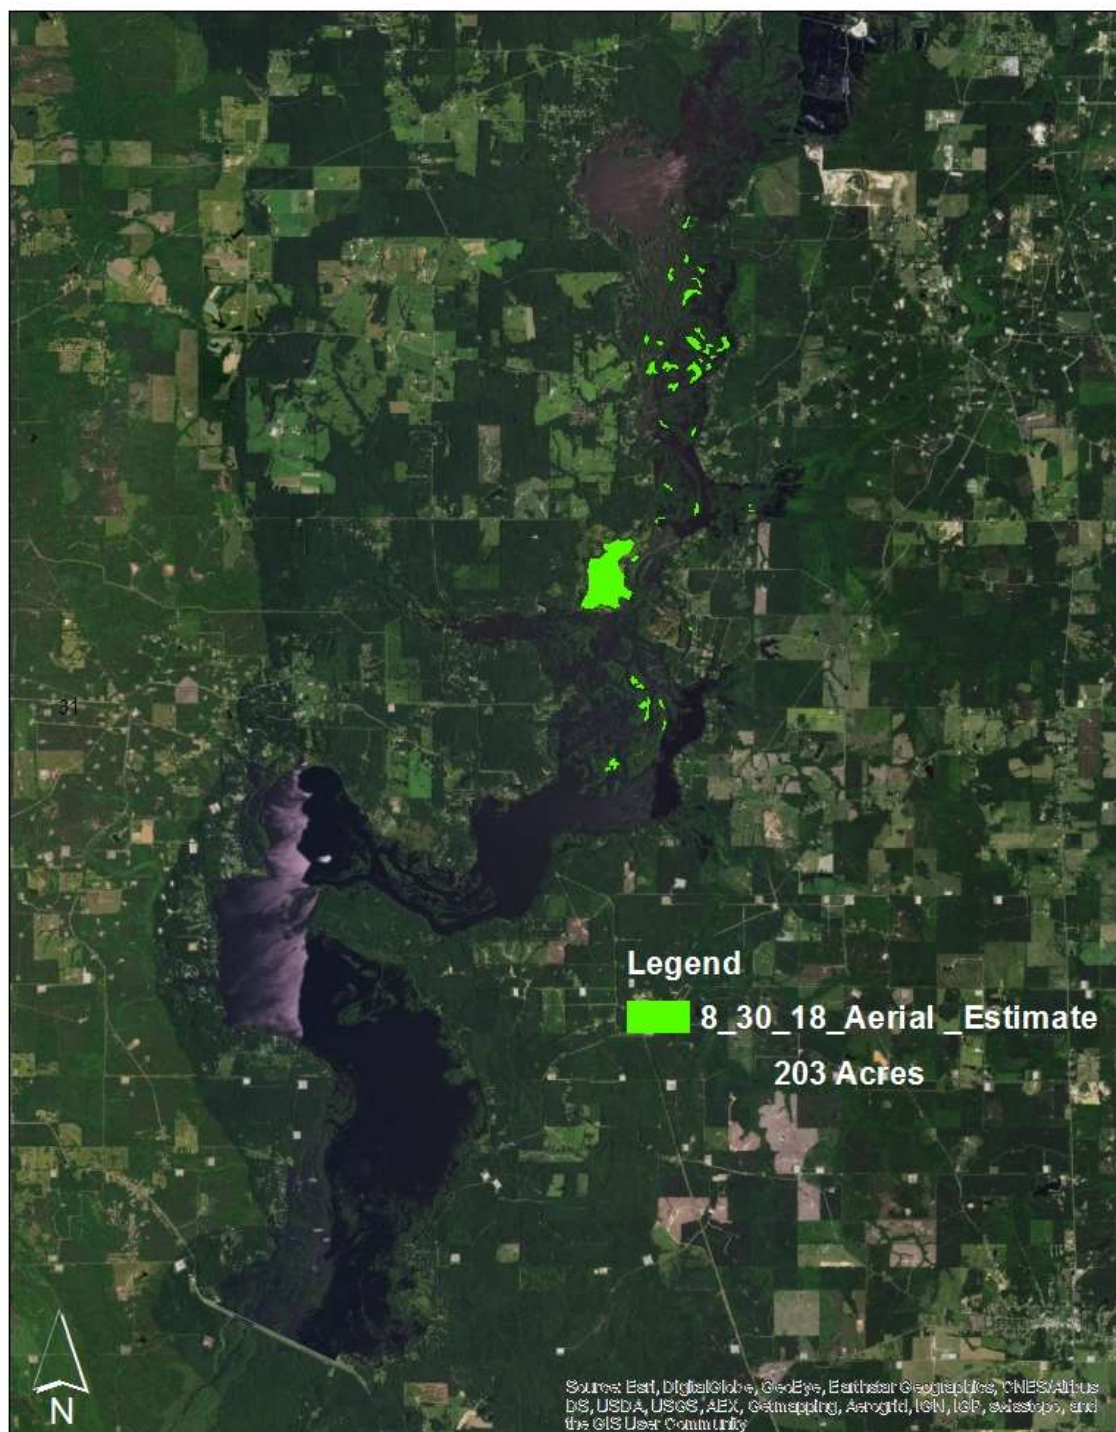 31
Legend
8_30_18_Aerial _Estimate
203 Acres
Source: Esri, DigitalGlobe, GeoEye, Earthstar Geographics, CNES/Airbus
DS, USDA, USGS, AEX, Getmapping, Aerogrid, IGN, IGP, swisstopo, and
the GIS User Community
N